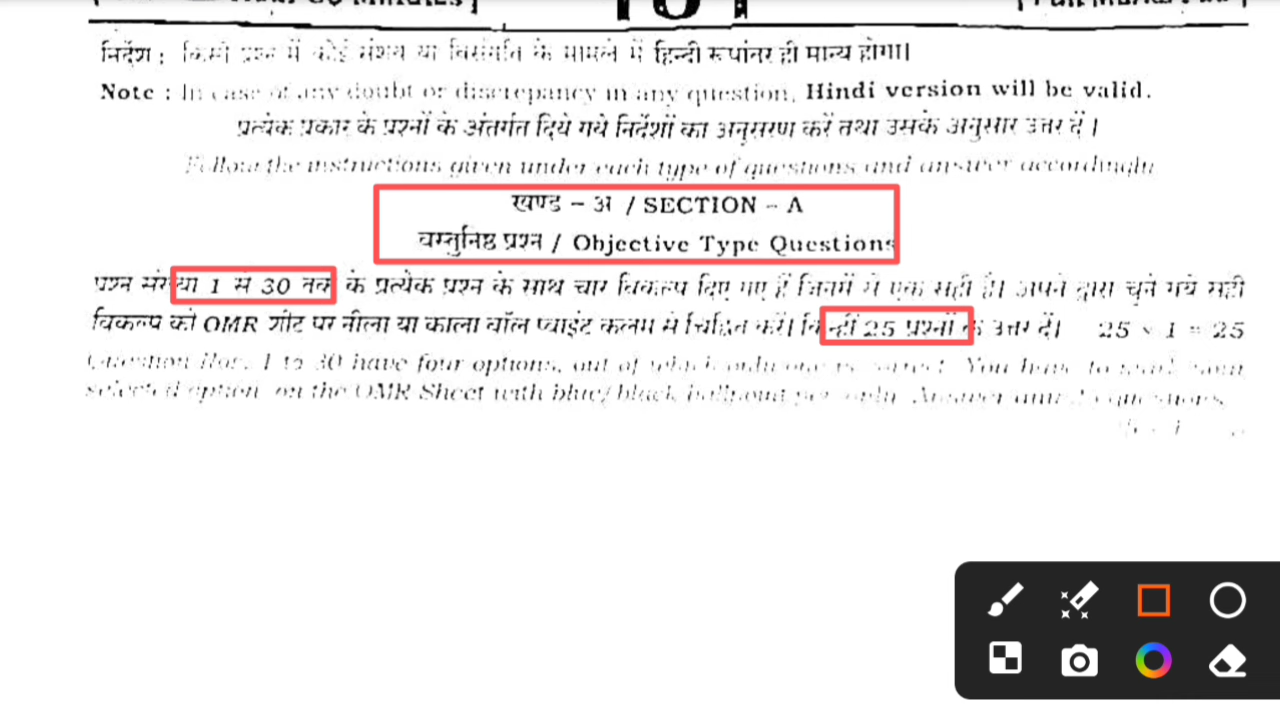 101
निर्देश : किसी प्रश्न में कोई संशय या विसंगति के मामले में हिन्दी रूपांतर ही मान्य होगा।
Note : In case of any doubt or discrepancy in any question, Hindi version will be valid.
प्रत्येक प्रकार के प्रश्नों के अंतर्गत दिये गये निर्देशों का अनुसरण करें तथा उसके अनुसार उत्तर दें ।
Follow the instructions given under each type of questions and answer accordingly
खण्ड – अ / SECTION – A
वस्तुनिष्ठ प्रश्न / Objective Type Questions
प्रश्न संख्या 1 से 30 तक के प्रत्येक प्रश्न के साथ चार विकल्प दिए गए हैं जिनमें से एक सही है। अपने द्वारा चुने गये सही
विकल्प को OMR शीट पर नीला या काला बॉल प्वाइंट कलम से चिह्नित करें। किन्हीं 25 प्रश्नों के उत्तर दें। 25 × 1 = 25
Question Nos. 1 to 30 have four options, out of which only one is correct. You have to mark your
selected option, on the OMR Sheet with blue/black ballpoint pen only. Answer questions.